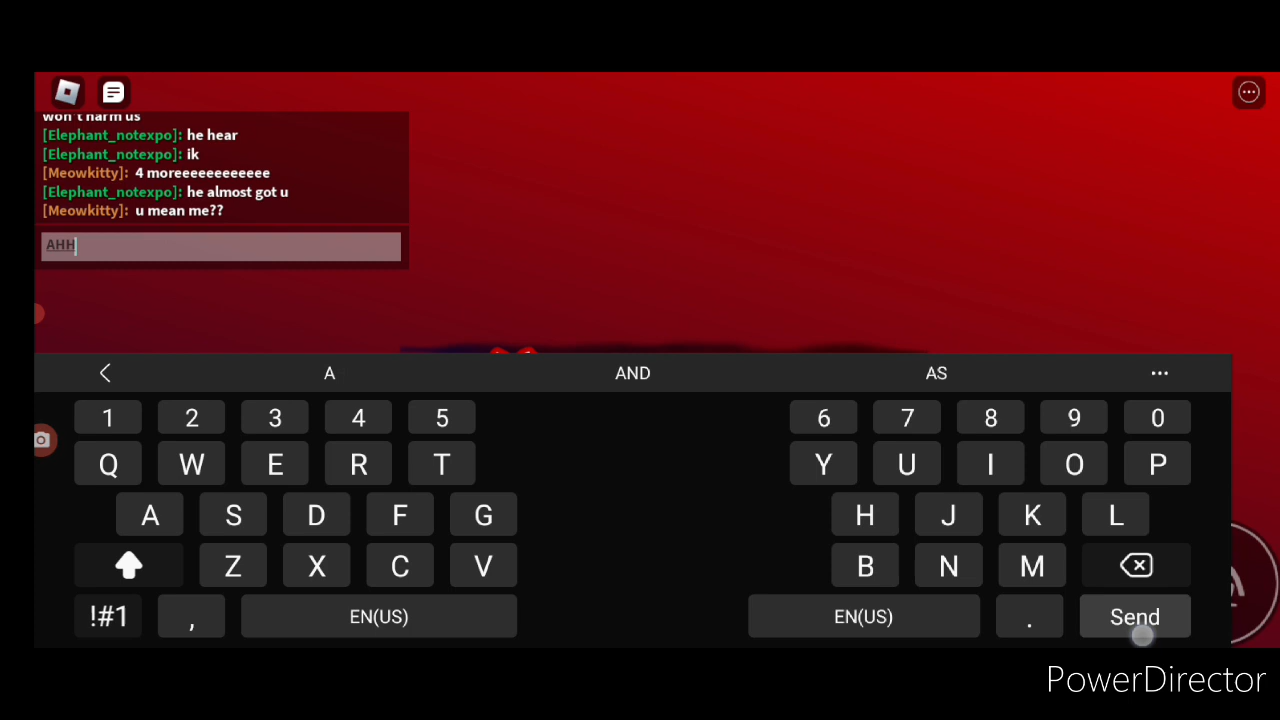 won't harm us
[Elephant_notexpo]: he hear
[Elephant_notexpo]: ik
[Meowkitty]: 4 moreeeeeeeeeeee
[Elephant_notexpo]: he almost got u
[Meowkitty]: u mean me??
AHH
A AND AS
1 2 3 4 5 6 7 8 9 0
Q W E R T Y U I O P
A S D F G H J K L
Z X C V B N M
!#1 , EN(US) EN(US) . Send
PowerDirector